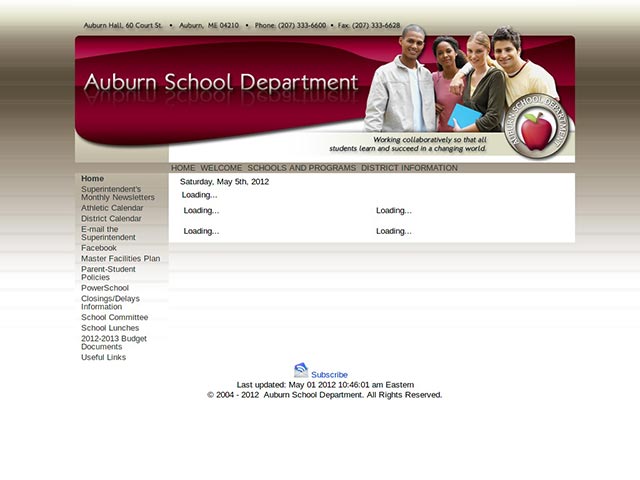 Auburn Hall, 60 Court St. • Auburn, ME 04210 • Phone: (207) 333-6600 • Fax: (207) 333-6628
Auburn School Department
Working collaboratively so that all
students learn and succeed in a changing world.
AUBURN SCHOOL DEPARTMENT
HOME WELCOME SCHOOLS AND PROGRAMS DISTRICT INFORMATION
Home
Superintendent's
Monthly Newsletters
Athletic Calendar
District Calendar
E-mail the
Superintendent
Facebook
Master Facilities Plan
Parent-Student
Policies
PowerSchool
Closings/Delays
Information
School Committee
School Lunches
2012-2013 Budget
Documents
Useful Links
Saturday, May 5th, 2012
Loading...
Loading... Loading...
Loading... Loading...
Subscribe
Last updated: May 01 2012 10:46:01 am Eastern
© 2004 - 2012 Auburn School Department. All Rights Reserved.